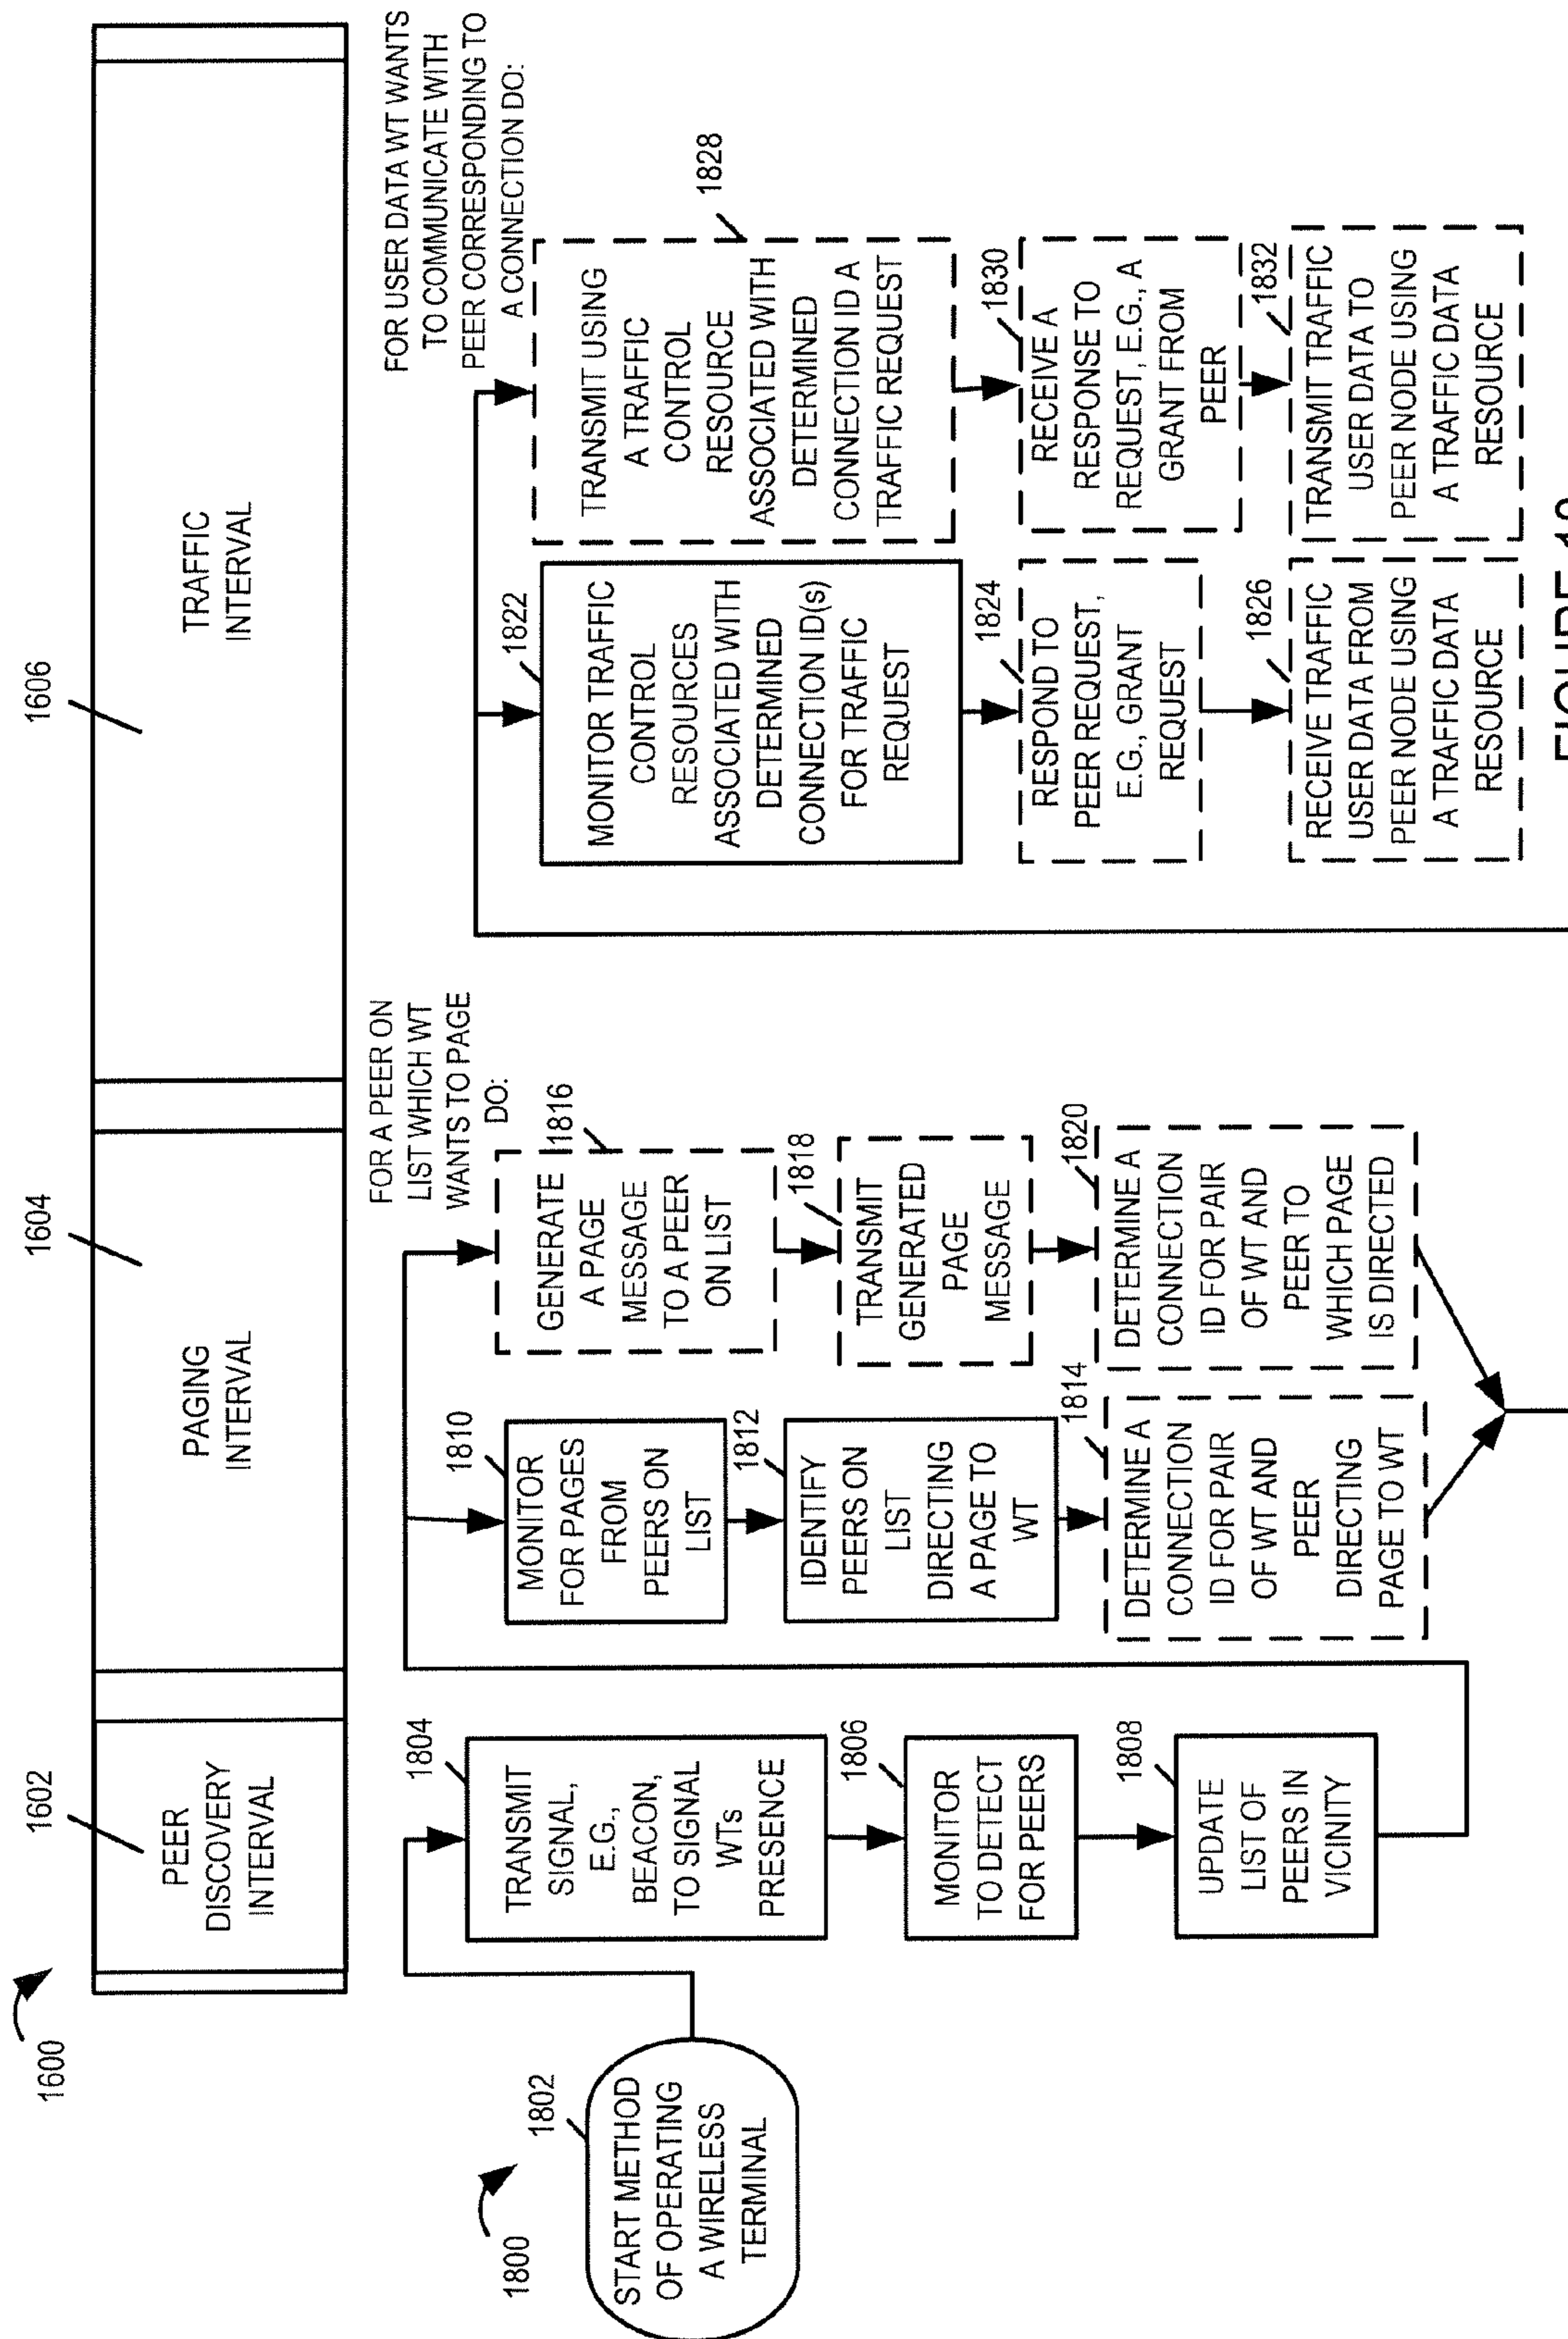 1600
1602
1604
1606
PEER
DISCOVERY
INTERVAL
PAGING
INTERVAL
TRAFFIC
INTERVAL
1800
1802
START METHOD
OF OPERATING
A WIRELESS
TERMINAL
1804
TRANSMIT
SIGNAL,
E.G.,
BEACON,
TO SIGNAL
WTs
PRESENCE
1806
MONITOR
TO DETECT
FOR PEERS
1808
UPDATE
LIST OF
PEERS IN
VICINITY
1810
MONITOR
FOR PAGES
FROM
PEERS ON
LIST
1812
IDENTIFY
PEERS ON
LIST
DIRECTING
A PAGE TO
WT
1814
DETERMINE A
CONNECTION
ID FOR PAIR
OF WT AND
PEER
DIRECTING
PAGE TO WT
FOR A PEER ON
LIST WHICH WT
WANTS TO PAGE
DO:
1816
GENERATE
A PAGE
MESSAGE
TO A PEER
ON LIST
1818
TRANSMIT
GENERATED
PAGE
MESSAGE
1820
DETERMINE A
CONNECTION
ID FOR PAIR
OF WT AND
PEER TO
WHICH PAGE
IS DIRECTED
1822
MONITOR TRAFFIC
CONTROL
RESOURCES
ASSOCIATED WITH
DETERMINED
CONNECTION ID(s)
FOR TRAFFIC
REQUEST
1824
RESPOND TO
PEER REQUEST,
E.G., GRANT
REQUEST
1826
RECEIVE TRAFFIC
USER DATA FROM
PEER NODE USING
A TRAFFIC DATA
RESOURCE
FOR USER DATA WT WANTS
TO COMMUNICATE WITH
PEER CORRESPONDING TO
A CONNECTION DO:
1828
TRANSMIT USING
A TRAFFIC
CONTROL
RESOURCE
ASSOCIATED WITH
DETERMINED
CONNECTION ID A
TRAFFIC REQUEST
1830
RECEIVE A
RESPONSE TO
REQUEST, E.G., A
GRANT FROM
PEER
1832
TRANSMIT TRAFFIC
USER DATA TO
PEER NODE USING
A TRAFFIC DATA
RESOURCE